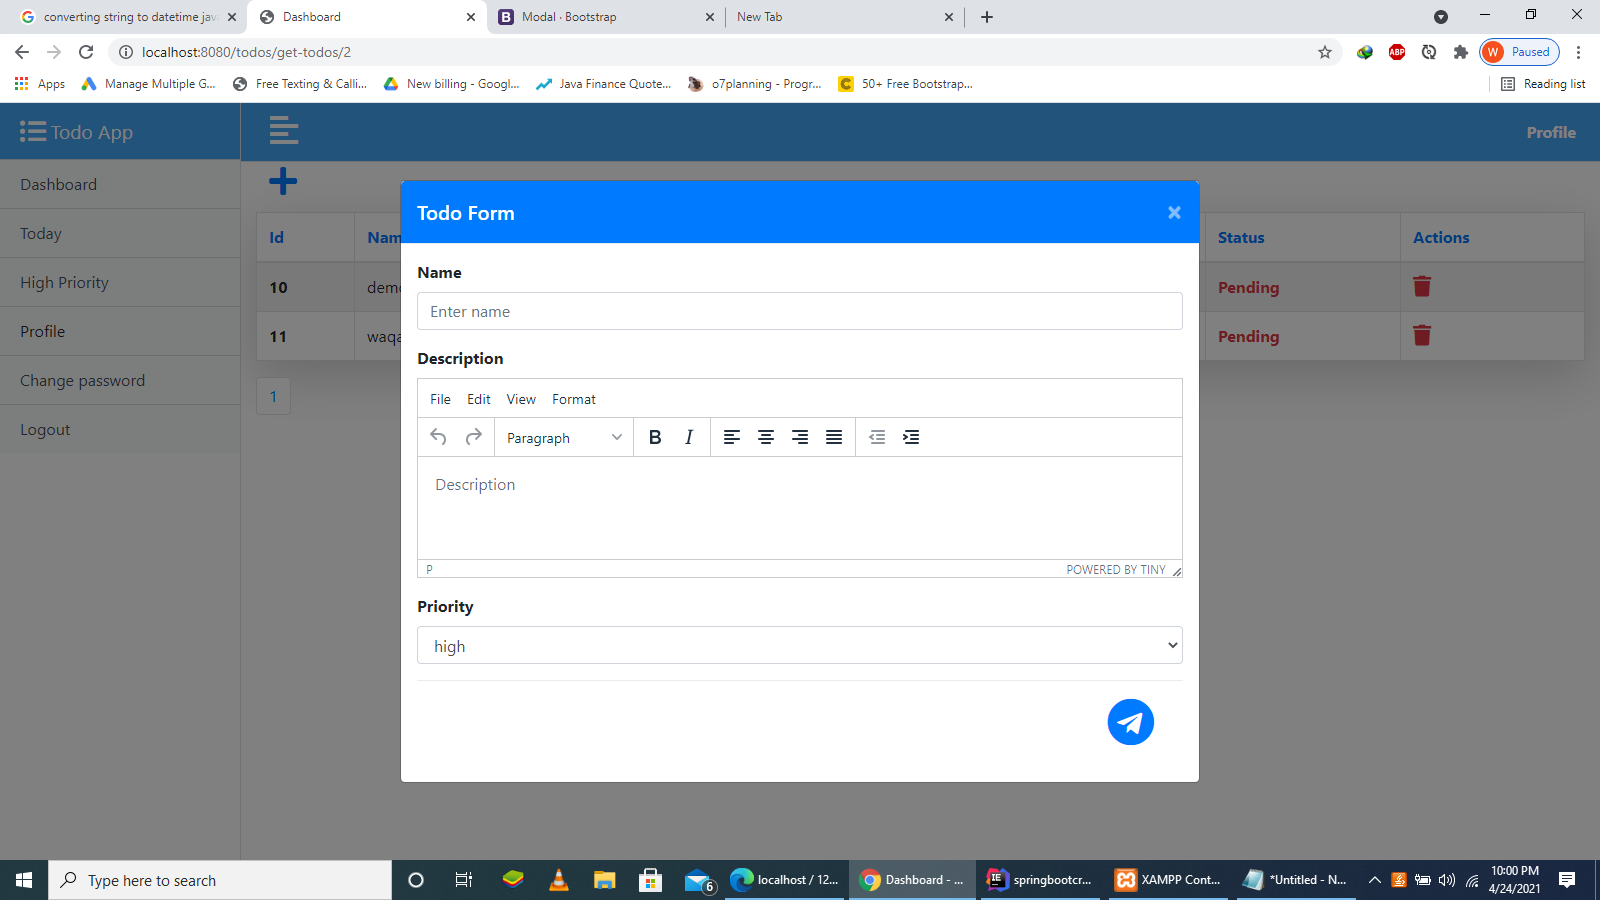 converting string to datetime jav
Dashboard
Modal · Bootstrap
New Tab
localhost:8080/todos/get-todos/2
ABP
W Paused
Apps
Manage Multiple G...
Free Texting & Calli...
New billing - Googl...
Java Finance Quote...
o7planning - Progr...
50+ Free Bootstrap...
Reading list
Todo App
Profile
Dashboard
Today
High Priority
Profile
Change password
Logout
Id
Nam
Status
Actions
10
dem
Pending
11
waqa
Pending
1
Todo Form
×
Name
Enter name
Description
File Edit View Format
Paragraph
B I
Description
P
POWERED BY TINY
Priority
high
Type here to search
6
localhost / 12...
Dashboard - ...
springbootcr...
XAMPP Cont...
*Untitled - N...
10:00 PM
4/24/2021